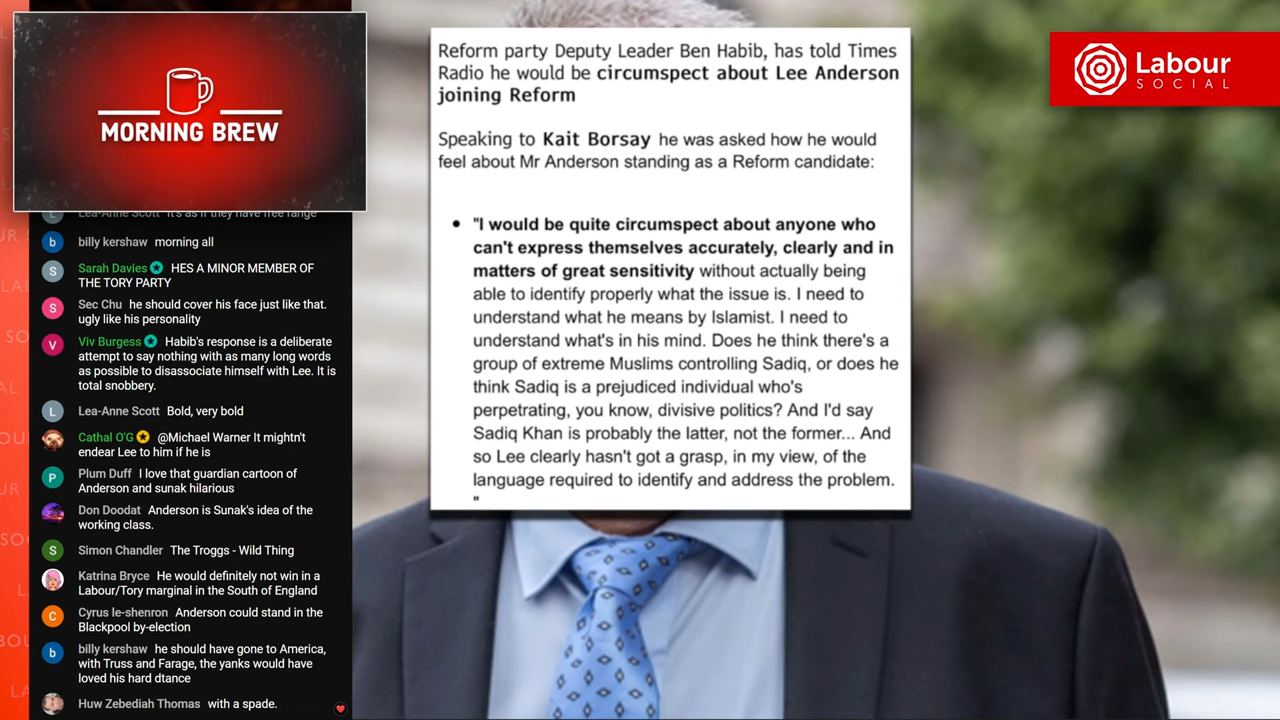 MORNING BREW
Lea-Anne Scott It's as if they have free range
billy kershaw morning all
Sarah Davies HES A MINOR MEMBER OF
THE TORY PARTY
Sec Chu he should cover his face just like that.
ugly like his personality
Viv Burgess Habib's response is a deliberate
attempt to say nothing with as many long words
as possible to disassociate himself with Lee. It is
total snobbery.
Lea-Anne Scott Bold, very bold
Cathal O'G @Michael Warner It mightn't
endear Lee to him if he is
Plum Duff I love that guardian cartoon of
Anderson and sunak hilarious
Don Doodat Anderson is Sunak's idea of the
working class.
Simon Chandler The Troggs - Wild Thing
Katrina Bryce He would definitely not win in a
Labour/Tory marginal in the South of England
Cyrus le-shenron Anderson could stand in the
Blackpool by-election
billy kershaw he should have gone to America,
with Truss and Farage, the yanks would have
loved his hard dtance
Huw Zebediah Thomas with a spade.
Reform party Deputy Leader Ben Habib, has told Times
Radio he would be circumspect about Lee Anderson
joining Reform
Speaking to Kait Borsay he was asked how he would
feel about Mr Anderson standing as a Reform candidate:
• "I would be quite circumspect about anyone who
can't express themselves accurately, clearly and in
matters of great sensitivity without actually being
able to identify properly what the issue is. I need to
understand what he means by Islamist. I need to
understand what's in his mind. Does he think there's a
group of extreme Muslims controlling Sadiq, or does he
think Sadiq is a prejudiced individual who's
perpetrating, you know, divisive politics? And I'd say
Sadiq Khan is probably the latter, not the former... And
so Lee clearly hasn't got a grasp, in my view, of the
language required to identify and address the problem.
"
Labour
SOCIAL